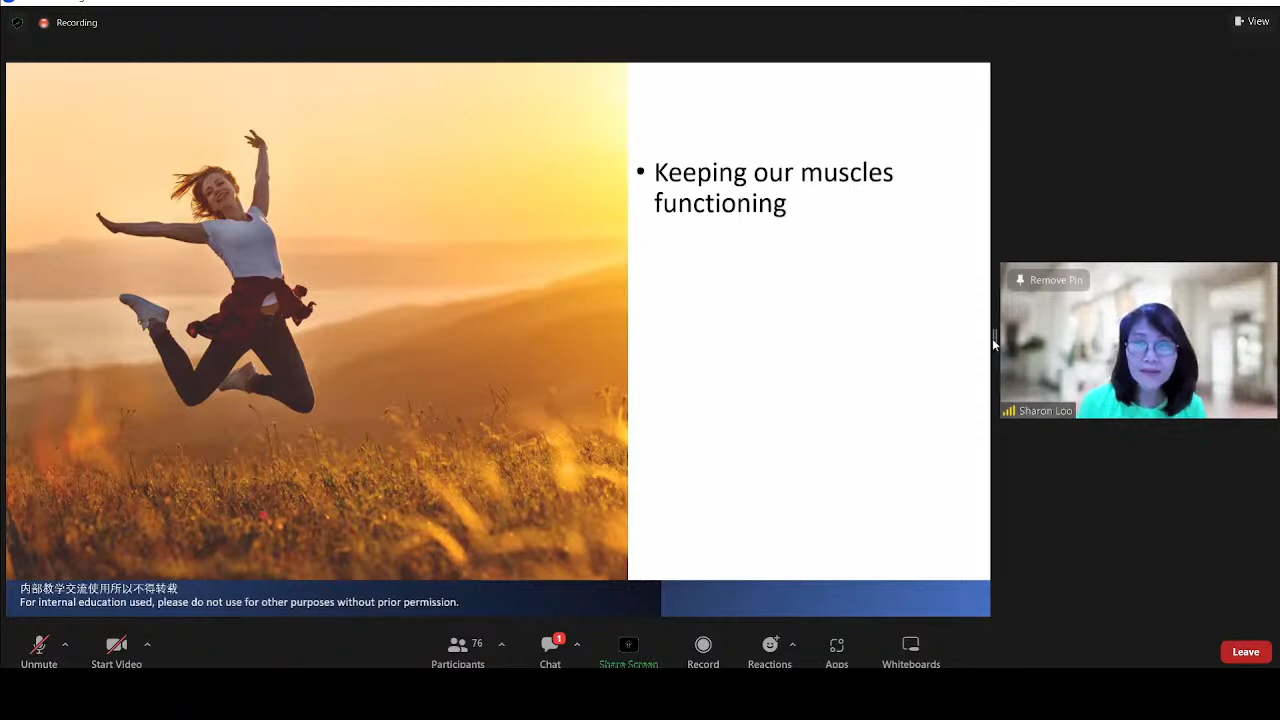 Recording
View
• Keeping our muscles
functioning
Remove Pin
Sharon Loo
内部教学交流使用所以不得转载
For internal education used, please do not use for other purposes without prior permission.
Unmute
Start Video
76
Participants
1
Chat
Share Screen
Record
Reactions
Apps
Whiteboards
Leave